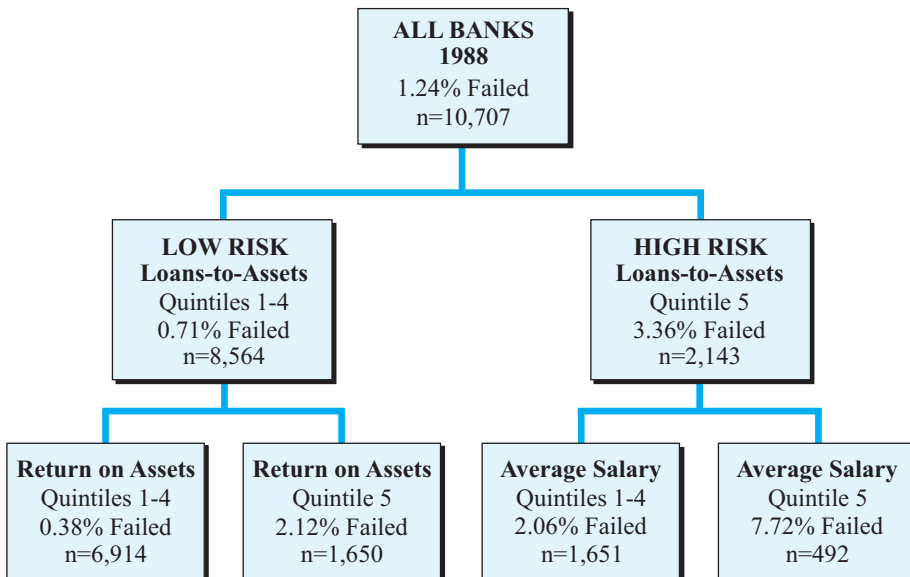 ALL BANKS
1988
1.24% Failed
n=10,707
LOW RISK
Loans-to-Assets
Quintiles 1-4
0.71% Failed
n=8,564
HIGH RISK
Loans-to-Assets
Quintile 5
3.36% Failed
n=2,143
Return on Assets
Quintiles 1-4
0.38% Failed
n=6,914
Return on Assets
Quintile 5
2.12% Failed
n=1,650
Average Salary
Quintiles 1-4
2.06% Failed
n=1,651
Average Salary
Quintile 5
7.72% Failed
n=492